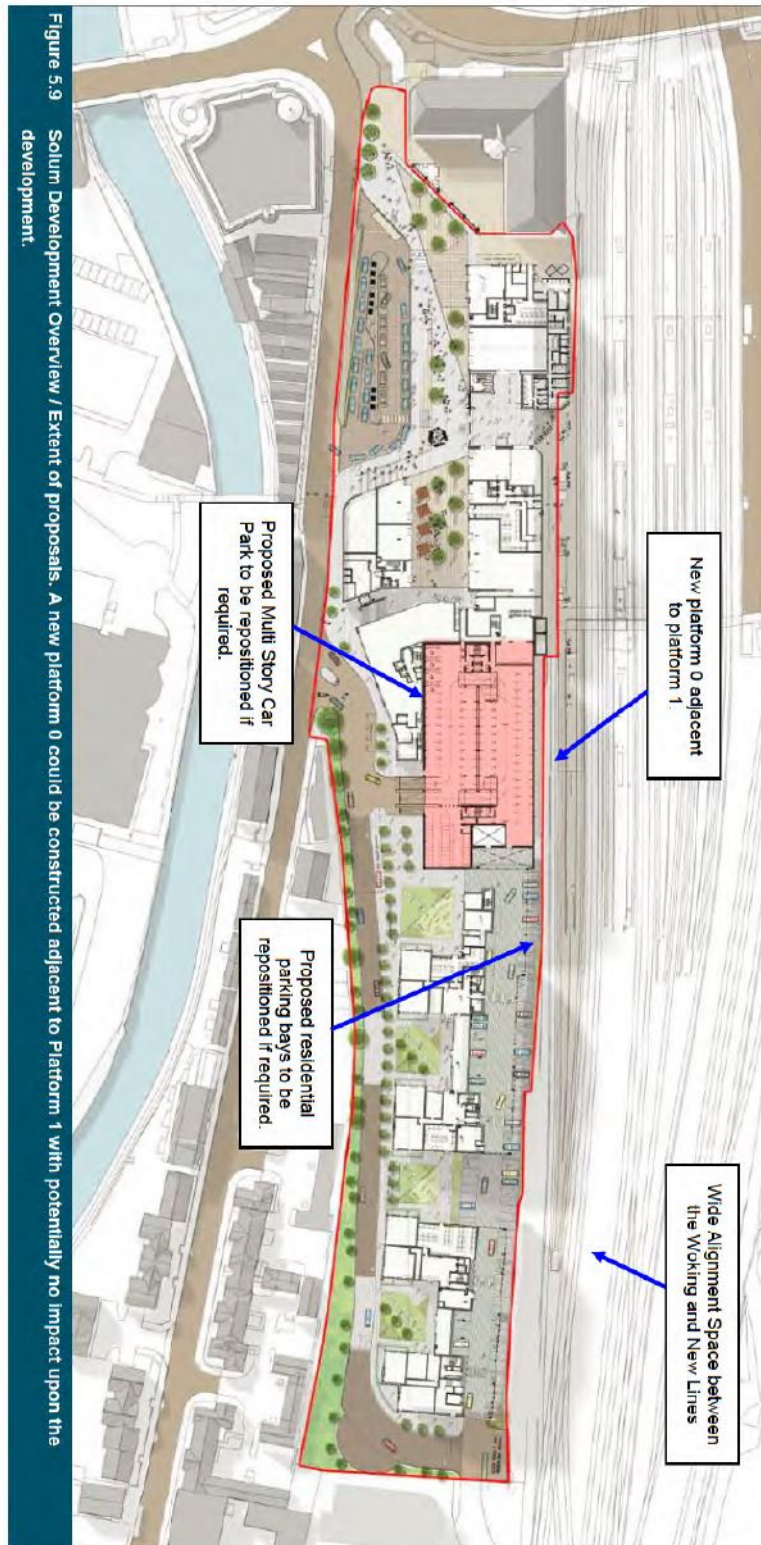 New platform 0 adjacent
to platform 1.
Wide Alignment Space between
the Woking and New Lines
Proposed Multi Story Car
Park to be repositioned if
required.
Proposed residential
parking bays to be
repositioned if required.
Figure 5.9 Solum Development Overview / Extent of proposals. A new platform 0 could be constructed adjacent to Platform 1 with potentially no impact upon the
development.